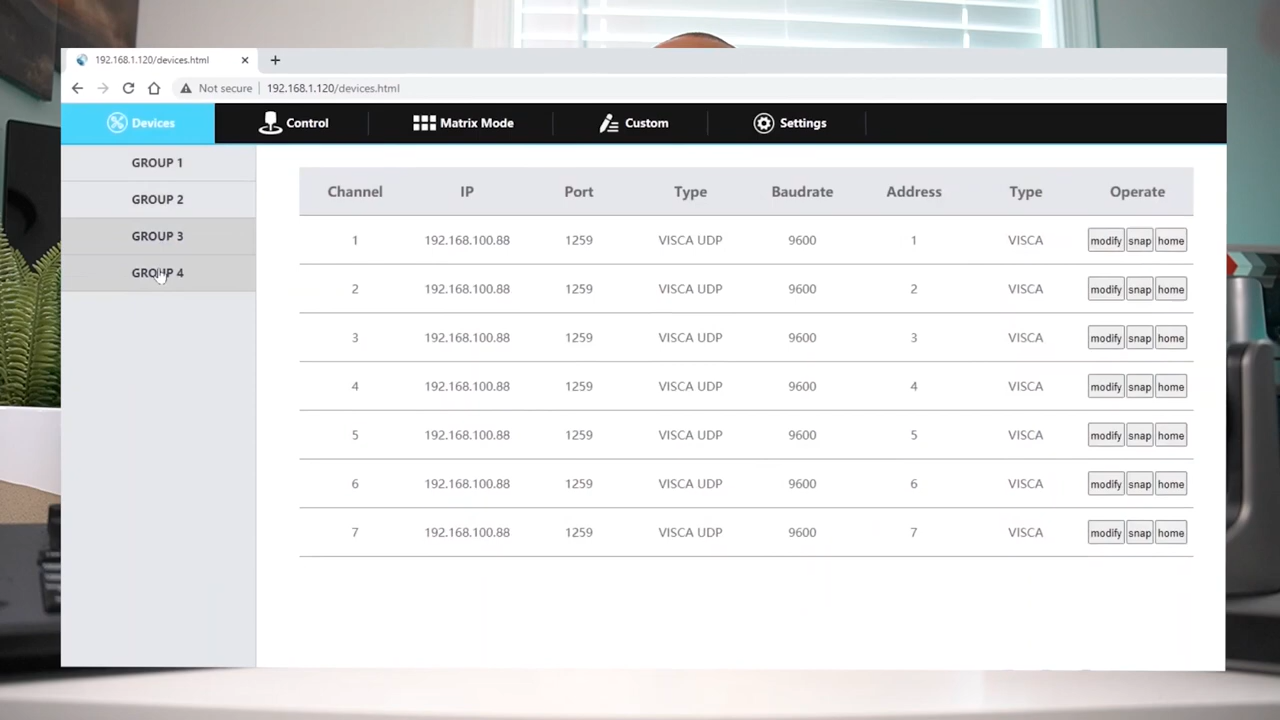 192.168.1.120/devices.html
Not secure 192.168.1.120/devices.html
Devices Control Matrix Mode Custom Settings
GROUP 1
GROUP 2
GROUP 3
GROUP 4
Channel IP Port Type Baudrate Address Type Operate
1 192.168.100.88 1259 VISCA UDP 9600 1 VISCA modify snap home
2 192.168.100.88 1259 VISCA UDP 9600 2 VISCA modify snap home
3 192.168.100.88 1259 VISCA UDP 9600 3 VISCA modify snap home
4 192.168.100.88 1259 VISCA UDP 9600 4 VISCA modify snap home
5 192.168.100.88 1259 VISCA UDP 9600 5 VISCA modify snap home
6 192.168.100.88 1259 VISCA UDP 9600 6 VISCA modify snap home
7 192.168.100.88 1259 VISCA UDP 9600 7 VISCA modify snap home